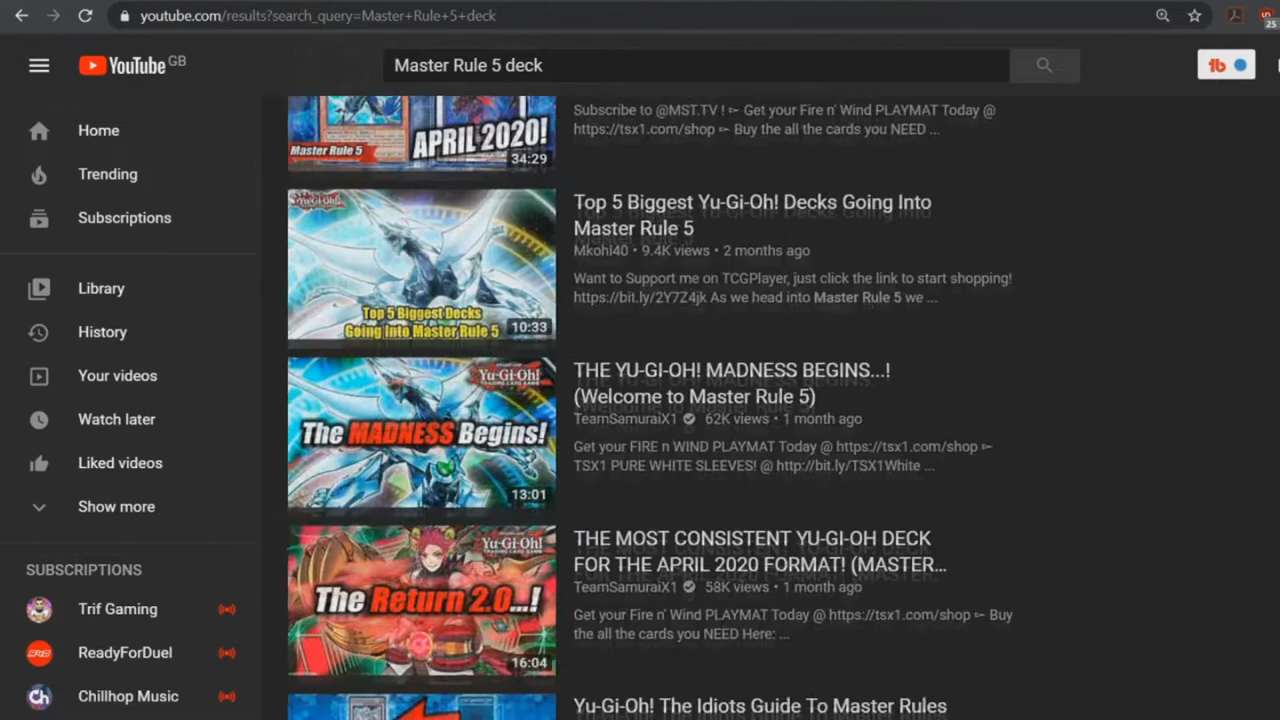 youtube.com/results?search_query=Master+Rule+5+deck
25
YouTube GB
Master Rule 5 deck
Home
Trending
Subscriptions
Library
History
Your videos
Watch later
Liked videos
Show more
SUBSCRIPTIONS
Trif Gaming
ReadyForDuel
Chillhop Music
Master Rule 5
APRIL 2020!
34:29
Subscribe to @MST.TV ! ► Get your Fire n' Wind PLAYMAT Today @
https://tsx1.com/shop ► Buy the all the cards you NEED ...
Yu-Gi-Oh!
Top 5 Biggest Decks
Going Into Master Rule 5
10:33
Top 5 Biggest Yu-Gi-Oh! Decks Going Into
Master Rule 5
Mkohl40 • 9.4K views • 2 months ago
Want to Support me on TCGPlayer, just click the link to start shopping!
https://bit.ly/2Y7Z4jk As we head into Master Rule 5 we ...
Yu-Gi-Oh!
The MADNESS Begins!
13:01
THE YU-GI-OH! MADNESS BEGINS...!
(Welcome to Master Rule 5)
TeamSamuraiX1 62K views • 1 month ago
Get your FIRE n WIND PLAYMAT Today @ https://tsx1.com/shop ►
TSX1 PURE WHITE SLEEVES! @ http://bit.ly/TSX1White ...
Yu-Gi-Oh!
The Return 2.0...!
16:04
THE MOST CONSISTENT YU-GI-OH DECK
FOR THE APRIL 2020 FORMAT! (MASTER...
TeamSamuraiX1 58K views • 1 month ago
Get your Fire n' Wind PLAYMAT Today @ https://tsx1.com/shop ► Buy
the all the cards you NEED Here: ...
Yu-Gi-Oh! The Idiots Guide To Master Rules